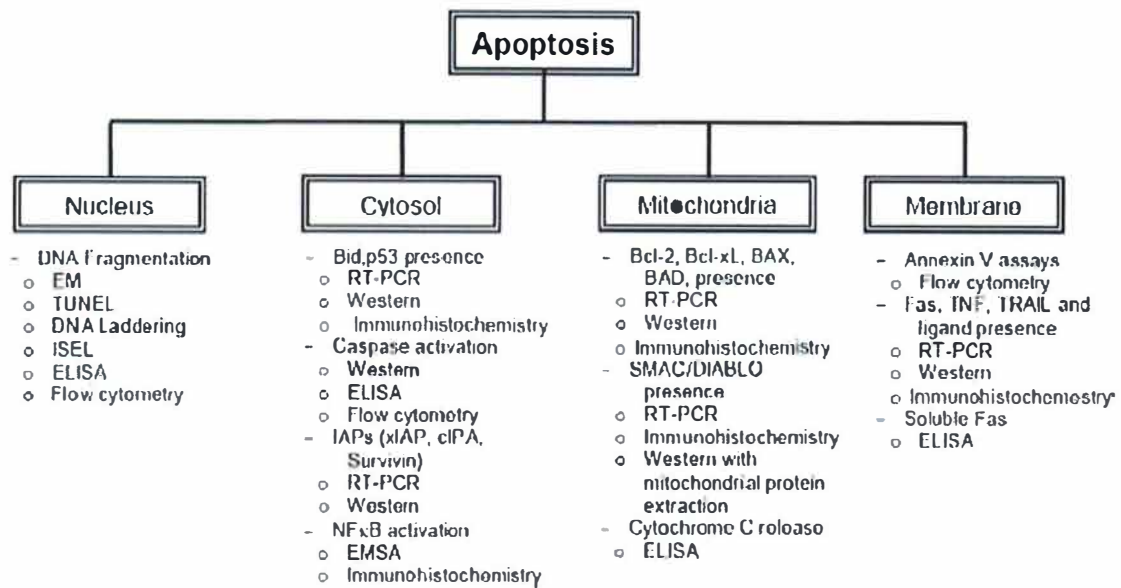 Apoptosis
Nucleus
- DNA Fragmentation
o EM
o TUNEL
o DNA Laddering
o ISEL
o ELISA
o Flow cytometry
Cytosol
- Bid,p53 presence
o RT-PCR
o Western
o Immunohistochemistry
- Caspase activation
o Western
o ELISA
o Flow cytometry
- IAPs (xIAP, cIPA,
Survivin)
o RT-PCR
o Western
- NFκB activation
o EMSA
o Immunohistochemistry
Mitochondria
- Bcl-2, Bcl-xL, BAX,
BAD, presence
o RT-PCR
o Western
o Immunohistochemistry
- SMAC/DIABLO
presence
o RT-PCR
o Immunohistochemistry
o Western with
mitochondrial protein
extraction
- Cytochrome C release
o ELISA
Membrane
- Annexin V assays
o Flow cytometry
- Fas, TNF, TRAIL and
ligand presence
o RT-PCR
o Western
o Immunohistochemistry
- Soluble Fas
o ELISA